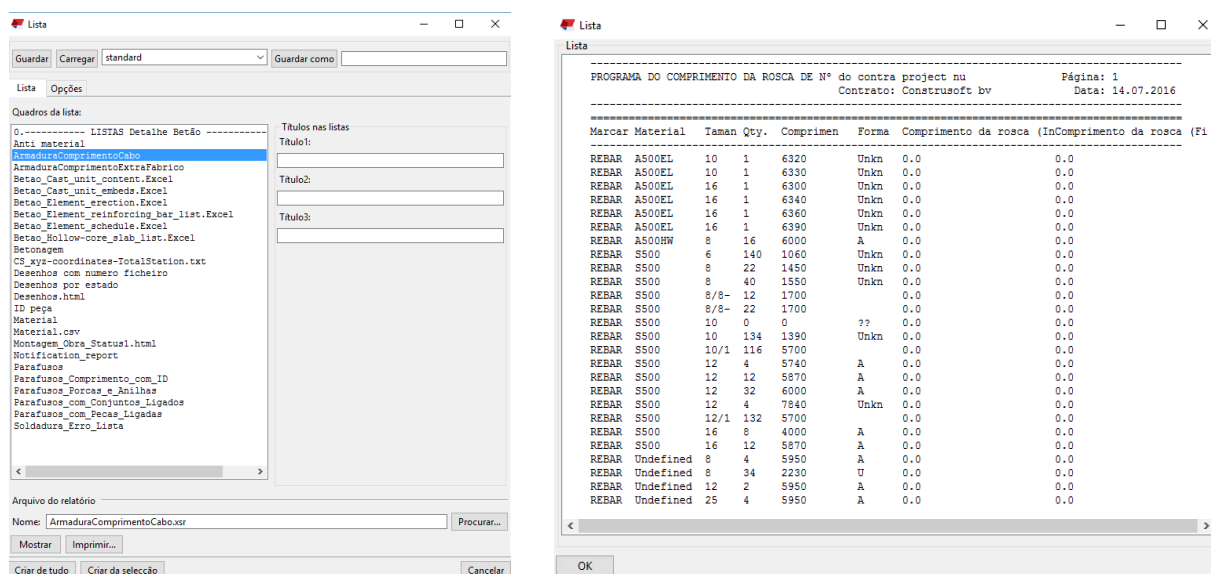 Lista
Guardar Carregar standard Guardar como
Lista Opções
Quadros da lista:
0.----------- LISTAS Detalhe Betão -----------
Anti material
ArmaduraComprimentoCabo
ArmaduraComprimentoExtraFabrico
Betao_Cast_unit_content.Excel
Betao_Cast_unit_embeds.Excel
Betao_Element_erection.Excel
Betao_Element_reinforcing_bar_list.Excel
Betao_Element_schedule.Excel
Betao_Hollow-core_slab_list.Excel
Betonagem
CS_xyz-coordinates-TotalStation.txt
Desenhos com numero ficheiro
Desenhos por estado
Desenhos.html
ID peça
Material
Material.csv
Montagem_Obra_Status1.html
Notification_report
Parafusos
Parafusos_Comprimento_com_ID
Parafusos_Porcas_e_Anilhas
Parafusos_com_Conjuntos_Ligados
Parafusos_com_Pecas_Ligadas
Soldadura_Erro_Lista
Títulos nas listas
Título1:
Título2:
Título3:
Arquivo do relatório
Nome: ArmaduraComprimentoCabo.xsr Procurar...
Mostrar Imprimir...
Criar de tudo Criar da selecção Cancelar
Lista
Lista
PROGRAMA DO COMPRIMENTO DA ROSCA DE Nº do contra project nu Página: 1
Contrato: Construsoft bv Data: 14.07.2016
Marcar Material Taman Qty. Comprimen Forma Comprimento da rosca (InComprimento da rosca (Fi
REBAR A500EL 10 1 6320 Unkn 0.0 0.0
REBAR A500EL 10 1 6330 Unkn 0.0 0.0
REBAR A500EL 16 1 6300 Unkn 0.0 0.0
REBAR A500EL 16 1 6340 Unkn 0.0 0.0
REBAR A500EL 16 1 6360 Unkn 0.0 0.0
REBAR A500EL 16 1 6390 Unkn 0.0 0.0
REBAR A500HW 8 16 6000 A 0.0 0.0
REBAR S500 6 140 1060 Unkn 0.0 0.0
REBAR S500 8 22 1450 Unkn 0.0 0.0
REBAR S500 8 40 1550 Unkn 0.0 0.0
REBAR S500 8/8- 12 1700 0.0 0.0
REBAR S500 8/8- 22 1700 0.0 0.0
REBAR S500 10 0 0 ?? 0.0 0.0
REBAR S500 10 134 1390 Unkn 0.0 0.0
REBAR S500 10/1 116 5700 0.0 0.0
REBAR S500 12 4 5740 A 0.0 0.0
REBAR S500 12 12 5870 A 0.0 0.0
REBAR S500 12 32 6000 A 0.0 0.0
REBAR S500 12 4 7840 Unkn 0.0 0.0
REBAR S500 12/1 132 5700 0.0 0.0
REBAR S500 16 8 4000 A 0.0 0.0
REBAR S500 16 12 5870 A 0.0 0.0
REBAR Undefined 8 4 5950 A 0.0 0.0
REBAR Undefined 8 34 2230 U 0.0 0.0
REBAR Undefined 12 2 5950 A 0.0 0.0
REBAR Undefined 25 4 5950 A 0.0 0.0
OK